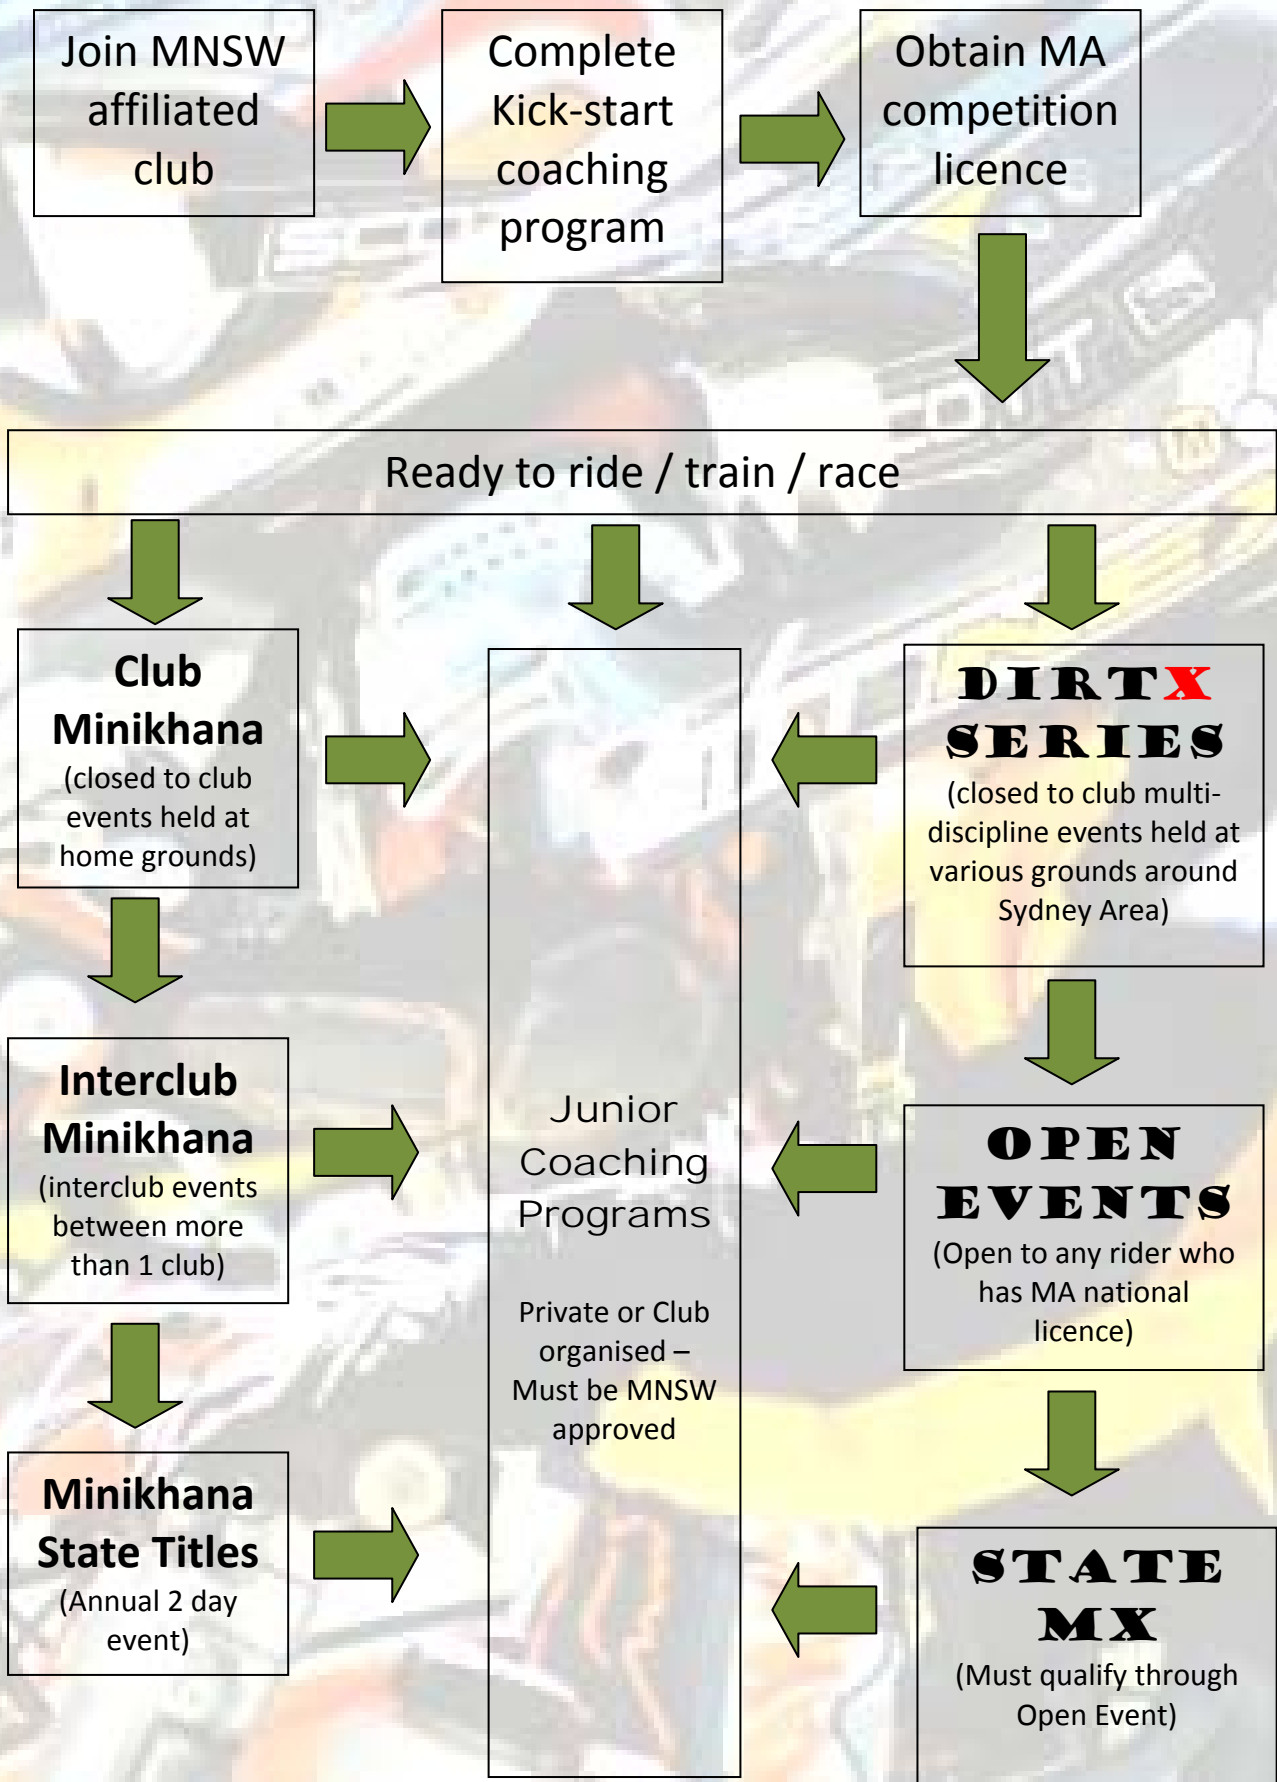 Join MNSW
affiliated
club
Complete
Kick-start
coaching
program
Obtain MA
competition
licence
Ready to ride / train / race
Club
Minikhana
(closed to club
events held at
home grounds)
Interclub
Minikhana
(interclub events
between more
than 1 club)
Minikhana
State Titles
(Annual 2 day
event)
Junior
Coaching
Programs
Private or Club
organised –
Must be MNSW
approved
DIRTX
SERIES
(closed to club multi-
discipline events held at
various grounds around
Sydney Area)
OPEN
EVENTS
(Open to any rider who
has MA national
licence)
STATE
MX
(Must qualify through
Open Event)